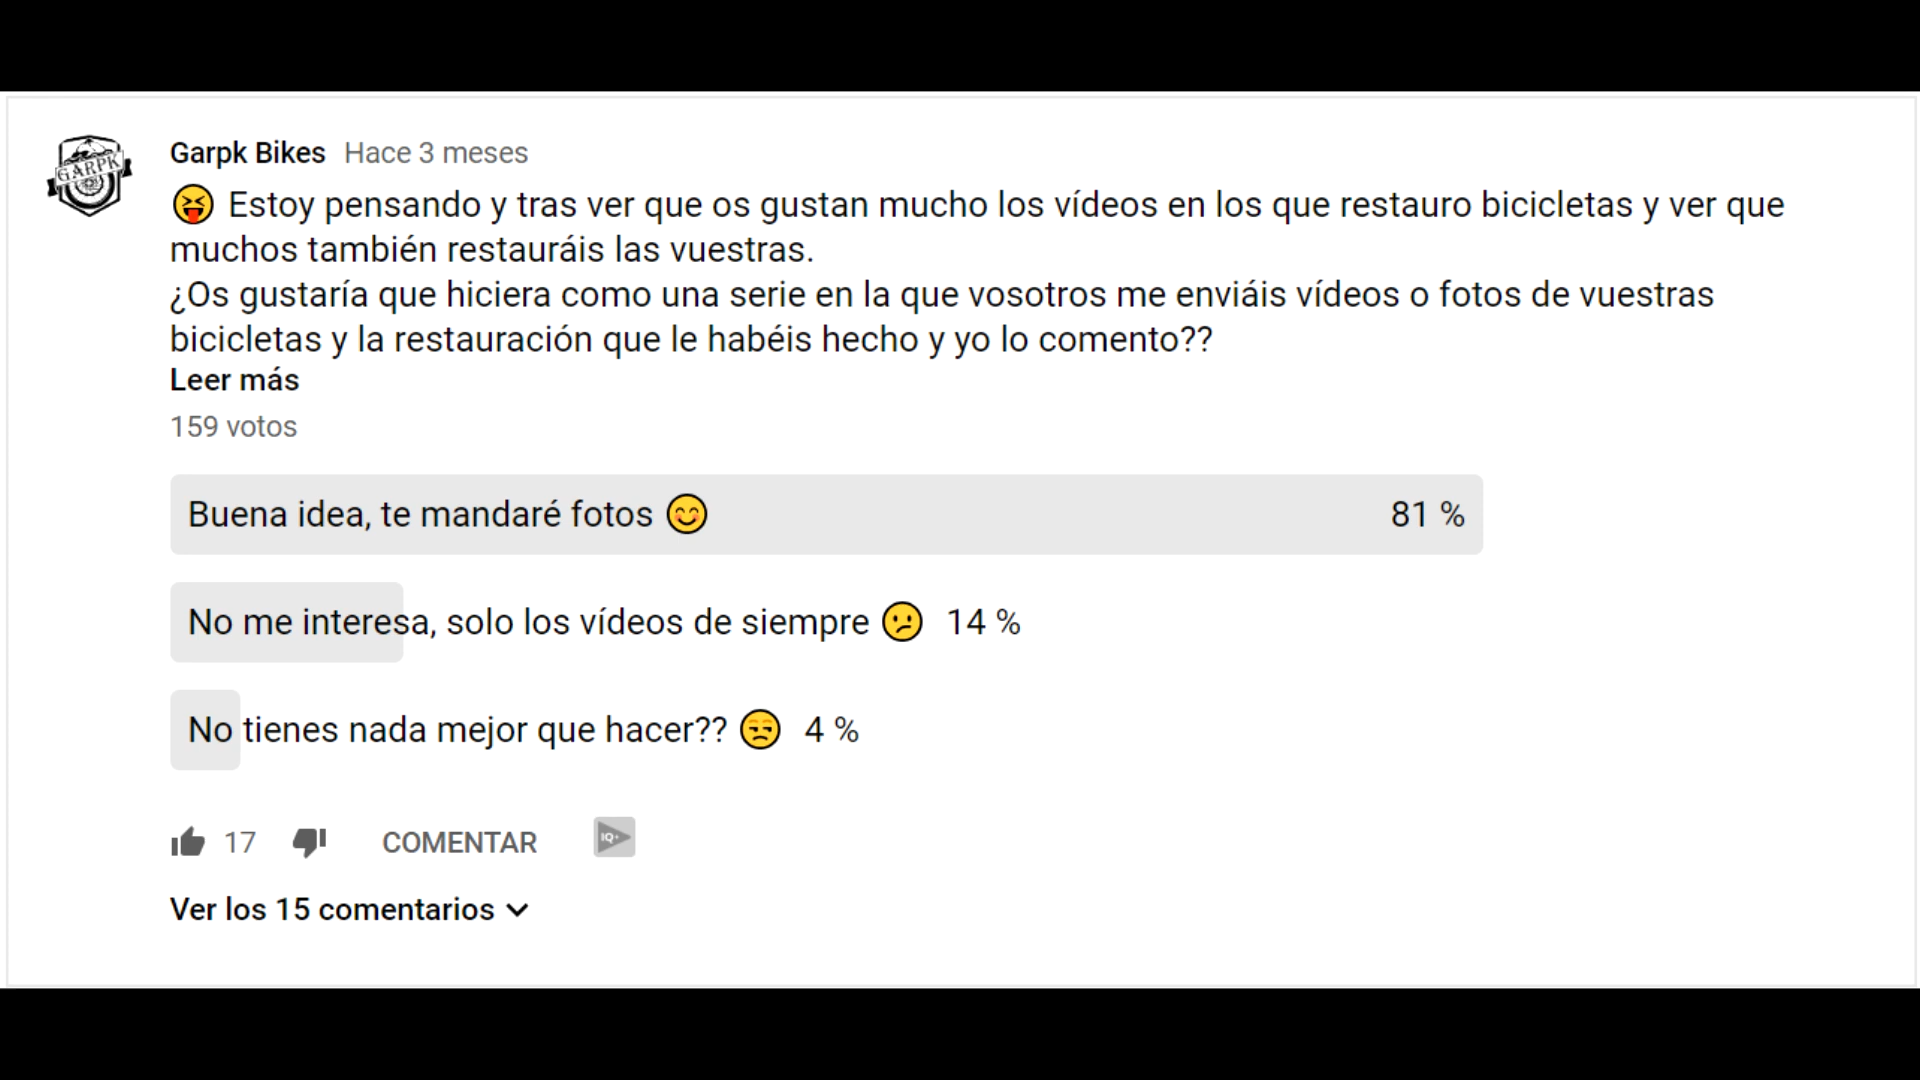 GARPK
Garpk Bikes Hace 3 meses
😝 Estoy pensando y tras ver que os gustan mucho los vídeos en los que restauro bicicletas y ver que
muchos también restauráis las vuestras.
¿Os gustaría que hiciera como una serie en la que vosotros me enviáis vídeos o fotos de vuestras
bicicletas y la restauración que le habéis hecho y yo lo comento??
Leer más
159 votos
Buena idea, te mandaré fotos 😊 81 %
No me interesa, solo los vídeos de siempre 😕 14 %
No tienes nada mejor que hacer?? 😒 4 %
17 COMENTAR IQ+
Ver los 15 comentarios